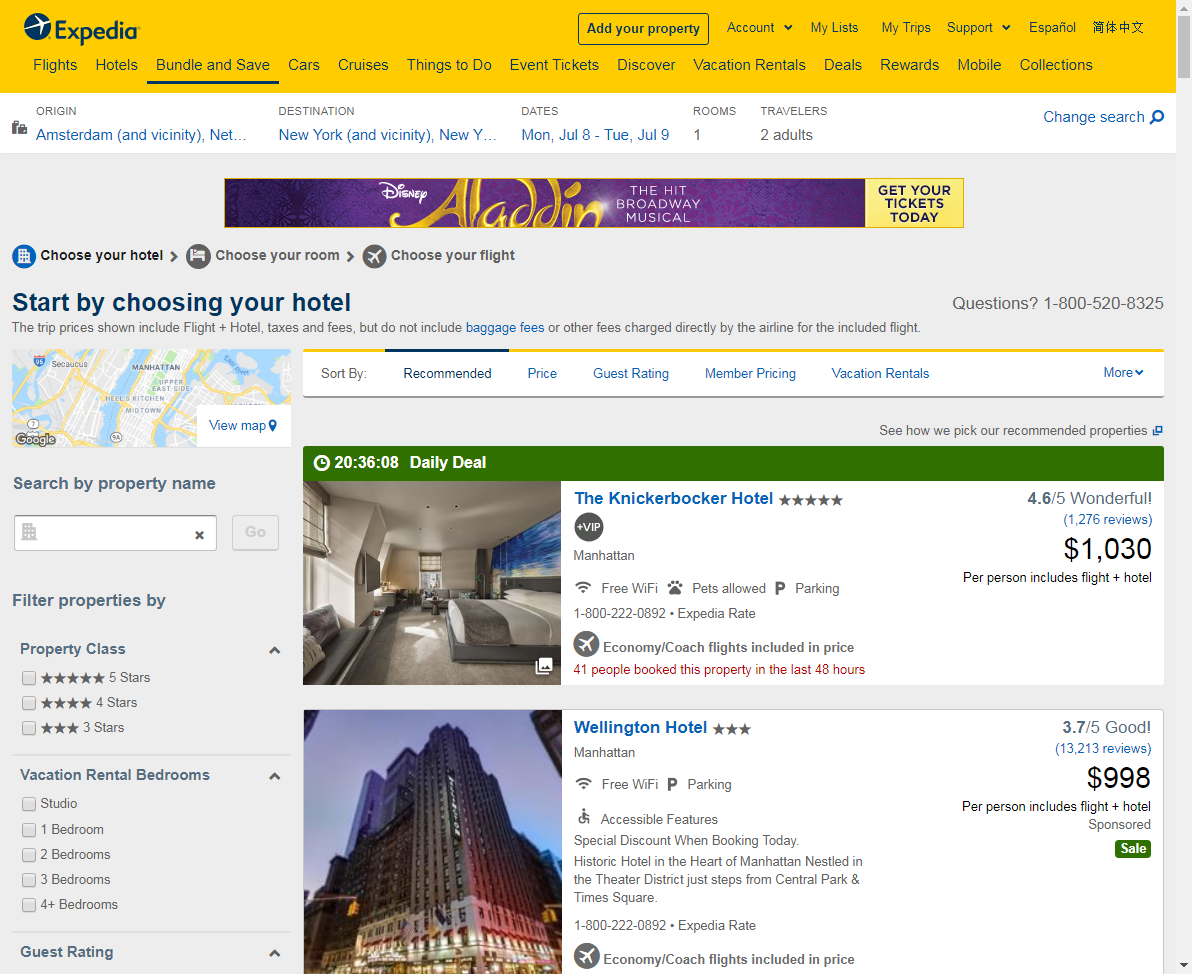 Expedia
Add your property
Account
My Lists
My Trips
Support
Español
简体中文
Flights
Hotels
Bundle and Save
Cars
Cruises
Things to Do
Event Tickets
Discover
Vacation Rentals
Deals
Rewards
Mobile
Collections
ORIGIN
Amsterdam (and vicinity), Net…
DESTINATION
New York (and vicinity), New Y…
DATES
Mon, Jul 8 - Tue, Jul 9
ROOMS
1
TRAVELERS
2 adults
Change search
DISNEY
Aladdin
THE HIT
BROADWAY
MUSICAL
GET YOUR
TICKETS
TODAY
Choose your hotel
Choose your room
Choose your flight
Start by choosing your hotel
Questions? 1-800-520-8325
The trip prices shown include Flight + Hotel, taxes and fees, but do not include baggage fees or other fees charged directly by the airline for the included flight.
95
Secaucus
MANHATTAN
East River
UPPER
EAST SIDE
HELL'S KITCHEN
MIDTOWN
7
9A
Google
View map
Search by property name
Go
Filter properties by
Property Class
5 Stars
4 Stars
3 Stars
Vacation Rental Bedrooms
Studio
1 Bedroom
2 Bedrooms
3 Bedrooms
4+ Bedrooms
Guest Rating
Sort By:
Recommended
Price
Guest Rating
Member Pricing
Vacation Rentals
More
See how we pick our recommended properties
20:36:08 Daily Deal
The Knickerbocker Hotel
+VIP
Manhattan
Free WiFi
Pets allowed
P Parking
1-800-222-0892 • Expedia Rate
Economy/Coach flights included in price
41 people booked this property in the last 48 hours
4.6/5 Wonderful!
(1,276 reviews)
$1,030
Per person includes flight + hotel
Wellington Hotel
Manhattan
Free WiFi
P Parking
Accessible Features
Special Discount When Booking Today.
Historic Hotel in the Heart of Manhattan Nestled in
the Theater District just steps from Central Park &
Times Square.
1-800-222-0892 • Expedia Rate
Economy/Coach flights included in price
3.7/5 Good!
(13,213 reviews)
$998
Per person includes flight + hotel
Sponsored
Sale